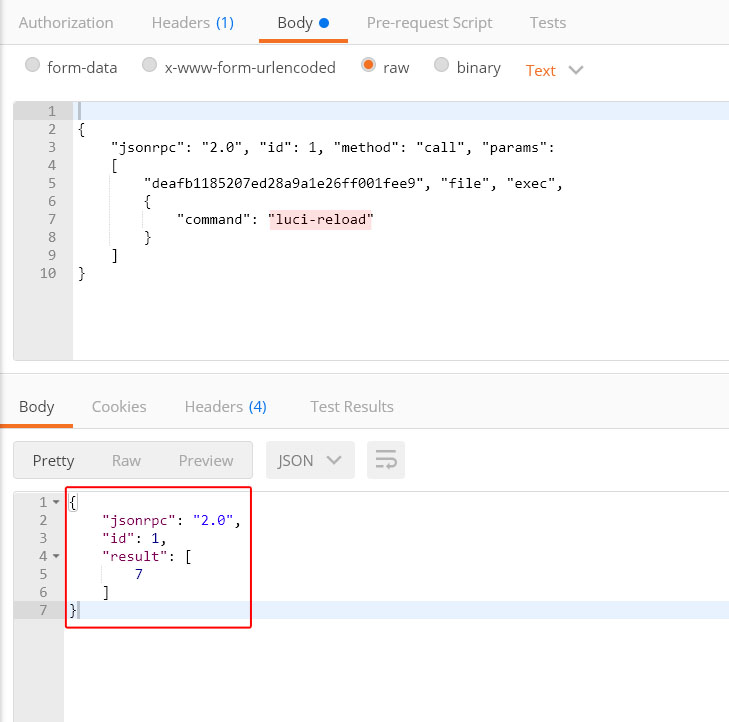 Authorization Headers (1) Body Pre-request Script Tests
form-data x-www-form-urlencoded raw binary Text
1
2 {
3 "jsonrpc": "2.0", "id": 1, "method": "call", "params":
4 [
5 "deafb1185207ed28a9a1e26ff001fee9", "file", "exec",
6 {
7 "command": "luci-reload"
8 }
9 ]
10 }
Body Cookies Headers (4) Test Results
Pretty Raw Preview JSON
1 {
2 "jsonrpc": "2.0",
3 "id": 1,
4 "result": [
5 7
6 ]
7 }